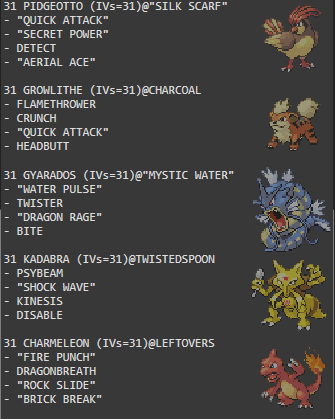 31 PIDGEOTTO (IVs=31)@"SILK SCARF"
- "QUICK ATTACK"
- "SECRET POWER"
- DETECT
- "AERIAL ACE"
31 GROWLITHE (IVs=31)@CHARCOAL
- FLAMETHROWER
- CRUNCH
- "QUICK ATTACK"
- HEADBUTT
31 GYARADOS (IVs=31)@"MYSTIC WATER"
- "WATER PULSE"
- TWISTER
- "DRAGON RAGE"
- BITE
31 KADABRA (IVs=31)@TWISTEDSPOON
- PSYBEAM
- "SHOCK WAVE"
- KINESIS
- DISABLE
31 CHARMELEON (IVs=31)@LEFTOVERS
- "FIRE PUNCH"
- DRAGONBREATH
- "ROCK SLIDE"
- "BRICK BREAK"